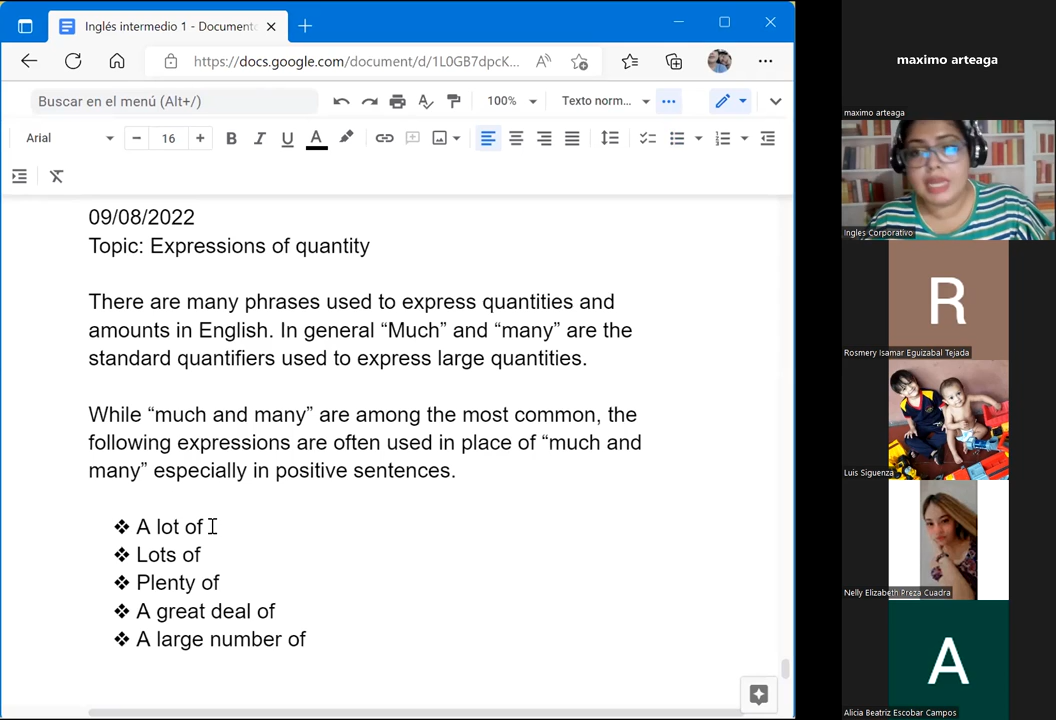 Inglés intermedio 1 - Documento
https://docs.google.com/document/d/1L0GB7dpcK...
Buscar en el menú (Alt+/)
100%
Texto norm...
Arial
16
09/08/2022
Topic: Expressions of quantity
There are many phrases used to express quantities and
amounts in English. In general “Much” and “many” are the
standard quantifiers used to express large quantities.
While “much and many” are among the most common, the
following expressions are often used in place of “much and
many” especially in positive sentences.
❖ A lot of
❖ Lots of
❖ Plenty of
❖ A great deal of
❖ A large number of
maximo arteaga
maximo arteaga
Ingles Corporativo
R
Rosmery Isamar Eguizabal Tejada
Luis Siguenza
Nelly Elizabeth Preza Cuadra
A
Alicia Beatriz Escobar Campos